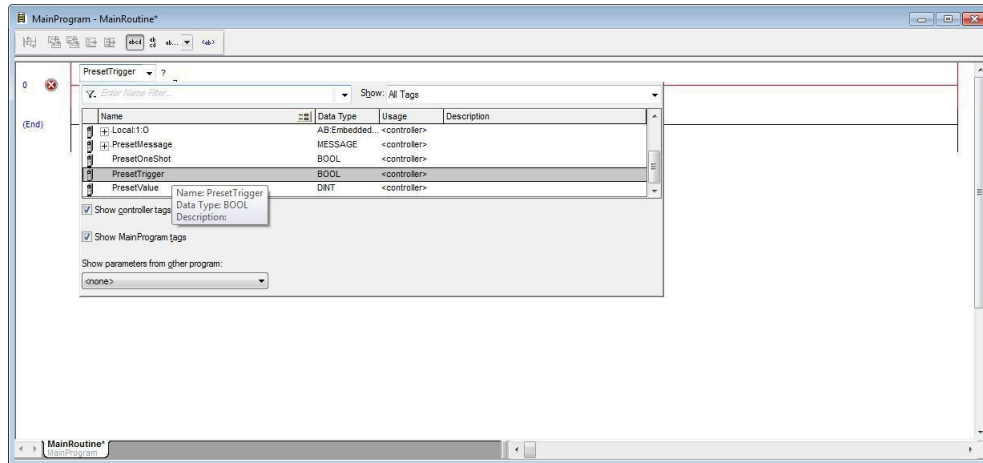 MainProgram - MainRoutine*
PresetTrigger ?
0
Enter Name Filter...
Show: All Tags
Name Data Type Usage Description
Local:1:O AB:Embedded... <controller>
PresetMessage MESSAGE <controller>
PresetOneShot BOOL <controller>
PresetTrigger BOOL <controller>
PresetValue DINT <controller>
Name: PresetTrigger
Data Type: BOOL
Description:
(End)
Show controller tags
Show MainProgram tags
Show parameters from other program:
<none>
MainRoutine*
MainProgram